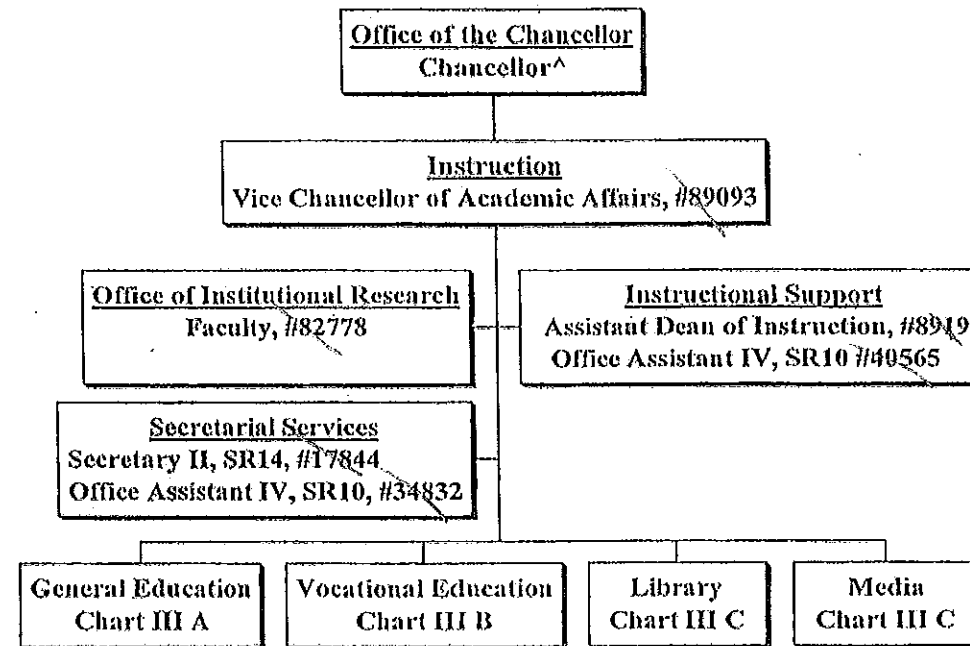 Office of the Chancellor
Chancellor^
Instruction
Vice Chancellor of Academic Affairs, #89093
Office of Institutional Research
Faculty, #82778
Instructional Support
Assistant Dean of Instruction, #8919
Office Assistant IV, SR10 #40565
Secretarial Services
Secretary II, SR14, #17844
Office Assistant IV, SR10, #34832
General Education
Chart III A
Vocational Education
Chart III B
Library
Chart III C
Media
Chart III C